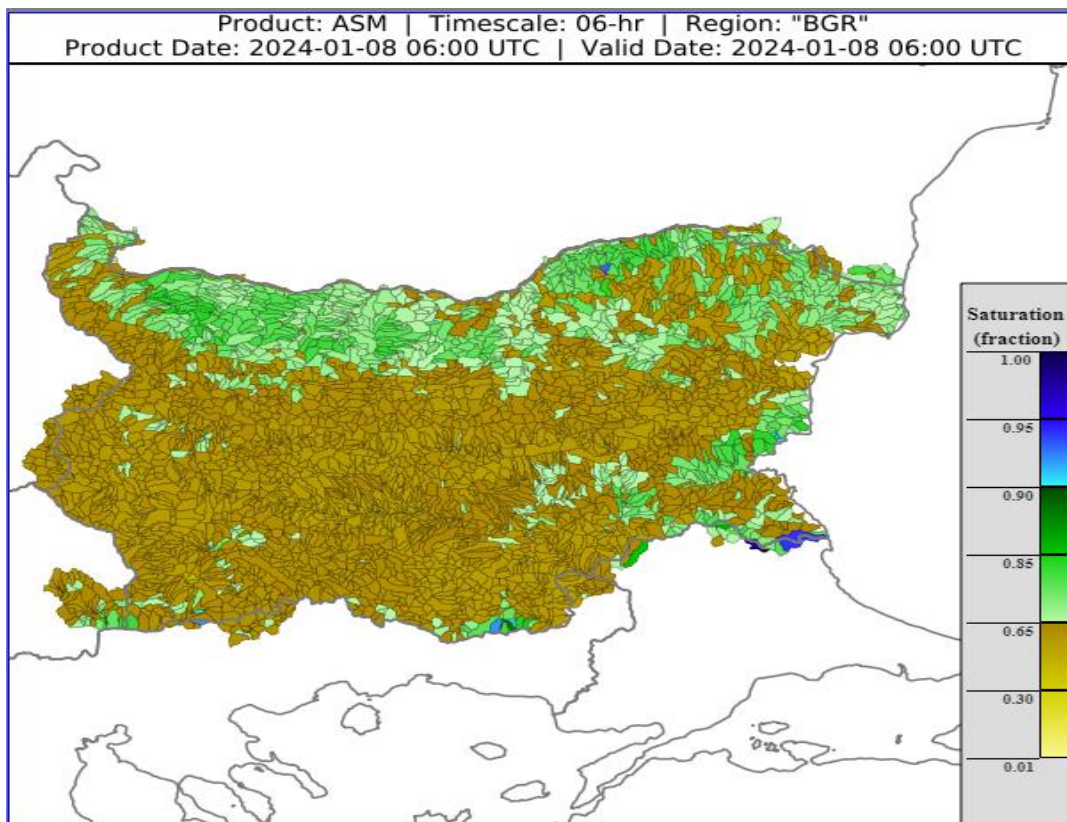 Product: ASM | Timescale: 06-hr | Region: "BGR"
Product Date: 2024-01-08 06:00 UTC | Valid Date: 2024-01-08 06:00 UTC
Saturation
(fraction)
1.00
0.95
0.90
0.85
0.65
0.30
0.01